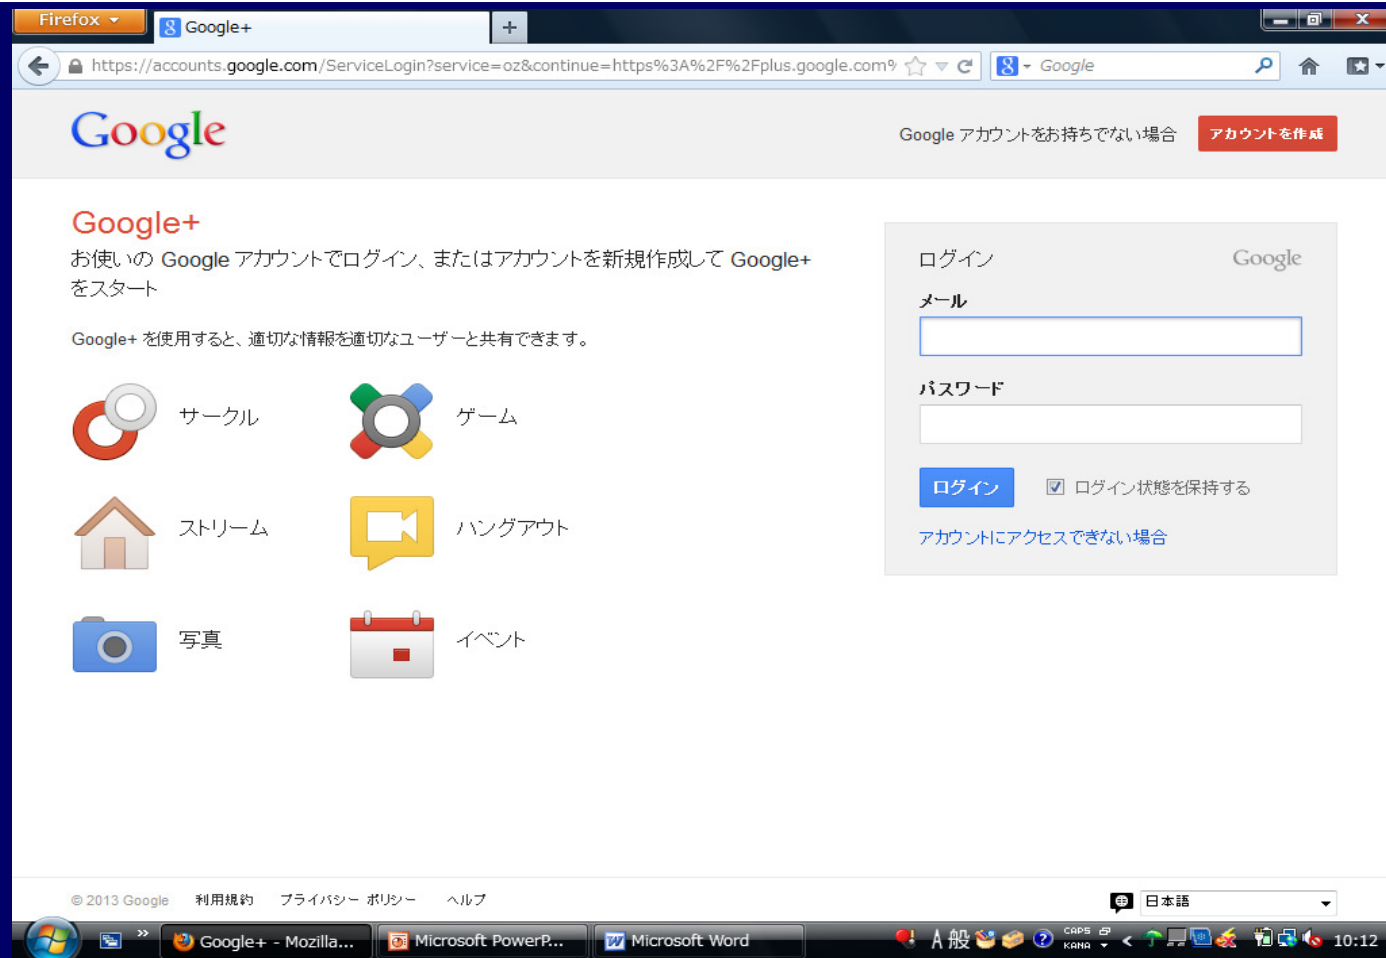 Firefox
Google+
https://accounts.google.com/ServiceLogin?service=oz&continue=https%3A%2F%2Fplus.google.com%
Google
Google
Google アカウントをお持ちでない場合
アカウントを作成
Google+
お使いの Google アカウントでログイン、またはアカウントを新規作成して Google+
をスタート
Google+ を使用すると、適切な情報を適切なユーザーと共有できます。
サークル
ゲーム
ストリーム
ハングアウト
写真
イベント
ログイン
Google
メール
パスワード
ログイン
ログイン状態を保持する
アカウントにアクセスできない場合
© 2013 Google
利用規約
プライバシー ポリシー
ヘルプ
日本語
Google+ - Mozilla...
Microsoft PowerP...
Microsoft Word
A 般
CAPS
KANA
10:12